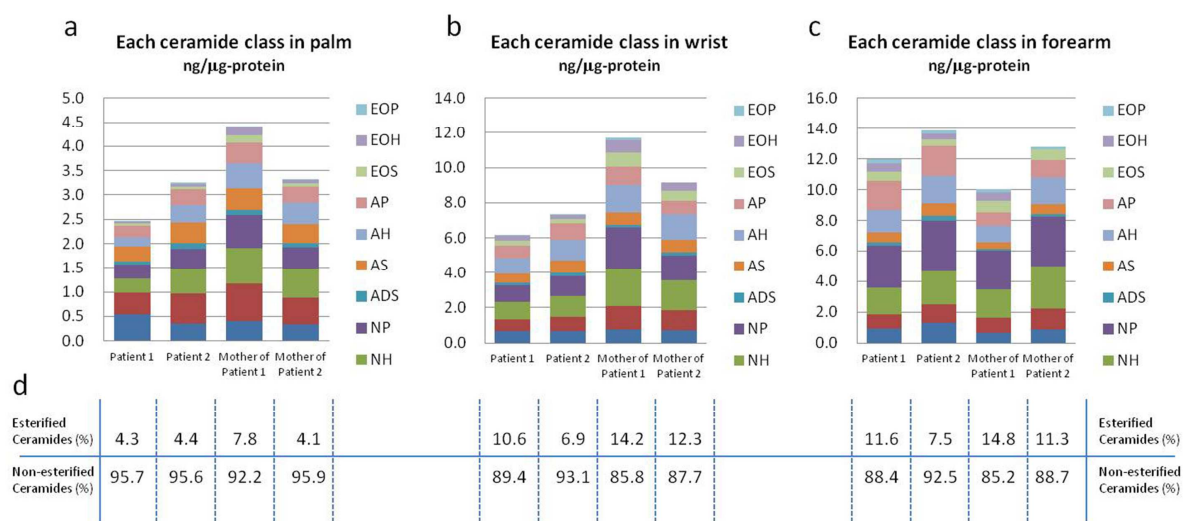 a
Each ceramide class in palm
ng/µg-protein
5.0
4.5
4.0
3.5
3.0
2.5
2.0
1.5
1.0
0.5
0.0
EOP
EOH
EOS
AP
AH
AS
ADS
NP
NH
Patient 1
Patient 2
Mother of
Patient 1
Mother of
Patient 2
b
Each ceramide class in wrist
ng/µg-protein
14.0
12.0
10.0
8.0
6.0
4.0
2.0
0.0
EOP
EOH
EOS
AP
AH
AS
ADS
NP
NH
Patient 1
Patient 2
Mother of
Patient 1
Mother of
Patient 2
c
Each ceramide class in forearm
ng/µg-protein
16.0
14.0
12.0
10.0
8.0
6.0
4.0
2.0
0.0
EOP
EOH
EOS
AP
AH
AS
ADS
NP
NH
Patient 1
Patient 2
Mother of
Patient 1
Mother of
Patient 2
d
Esterified
Ceramides (%)
4.3 4.4 7.8 4.1 10.6 6.9 14.2 12.3 11.6 7.5 14.8 11.3
Esterified
Ceramides (%)
Non-esterified
Ceramides (%)
95.7 95.6 92.2 95.9 89.4 93.1 85.8 87.7 88.4 92.5 85.2 88.7
Non-esterified
Ceramides (%)